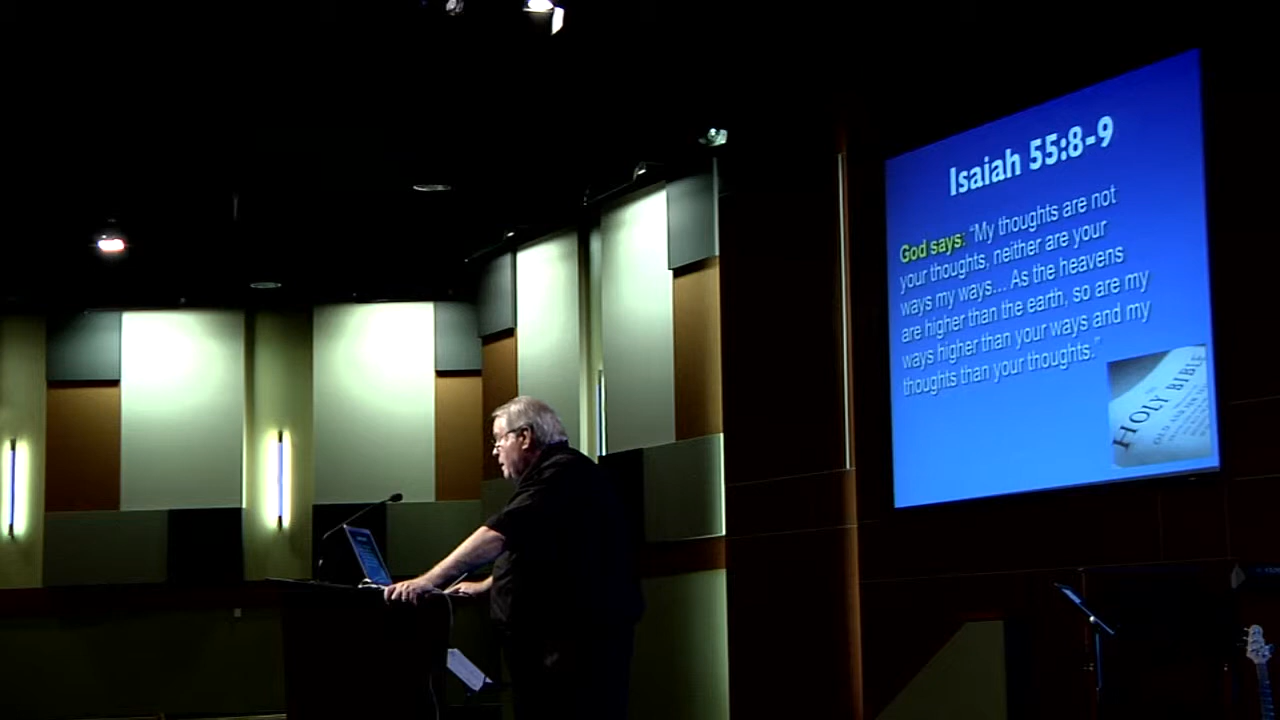 Isaiah 55:8-9
God says: “My thoughts are not
your thoughts, neither are your
ways my ways... As the heavens
are higher than the earth, so are my
ways higher than your ways and my
thoughts than your thoughts.”
HOLY BIBLE